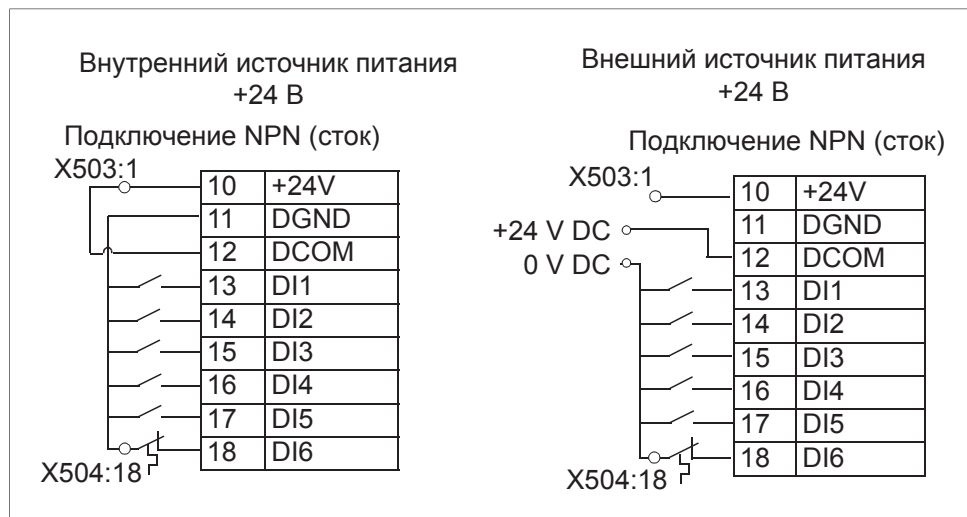 Внутренний источник питания
+24 В
Подключение NPN (сток)
X503:1
10 +24V
11 DGND
12 DCOM
13 DI1
14 DI2
15 DI3
16 DI4
17 DI5
18 DI6
X504:18
Внешний источник питания
+24 В
Подключение NPN (сток)
X503:1
10 +24V
+24 V DC
11 DGND
0 V DC
12 DCOM
13 DI1
14 DI2
15 DI3
16 DI4
17 DI5
18 DI6
X504:18